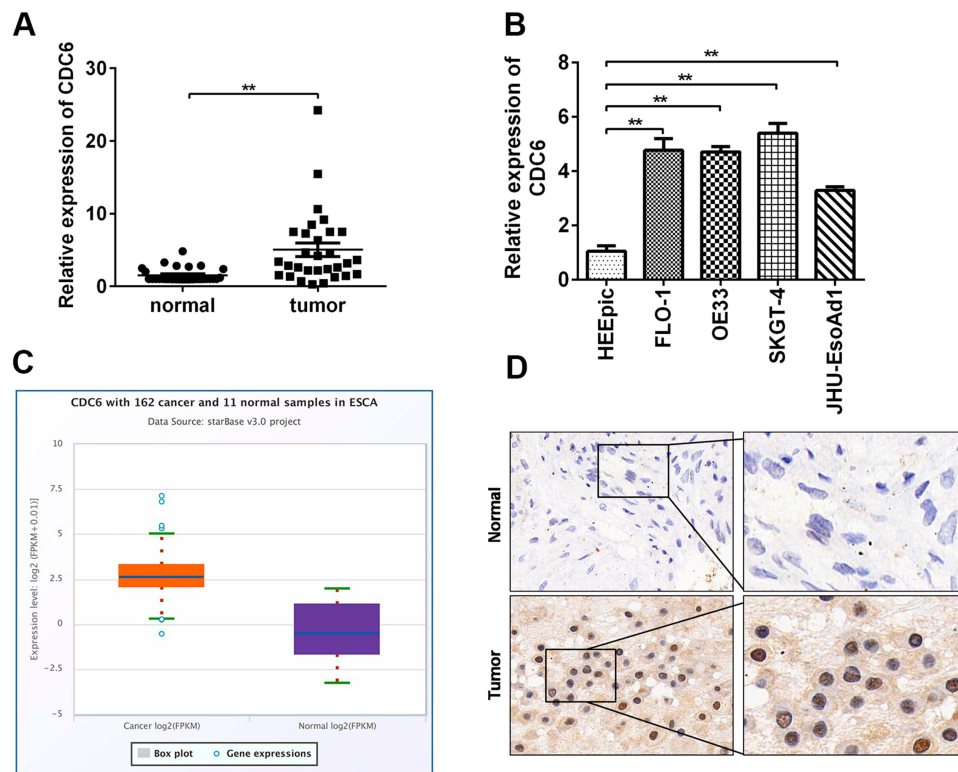 A
Relative expression of CDC6
30
20
10
0
**
normal
tumor
B
Relative expression of
CDC6
8
6
4
2
0
**
**
**
**
HEEpic
FLO-1
OE33
SKGT-4
JHU-EsoAd1
C
CDC6 with 162 cancer and 11 normal samples in ESCA
Data Source: starBase v3.0 project
Expression level: log2 (FPKM+0.01)]
10
7.5
5
2.5
0
−2.5
−5
Cancer log2(FPKM)
Normal log2(FPKM)
Box plot
Gene expressions
D
Normal
Tumor